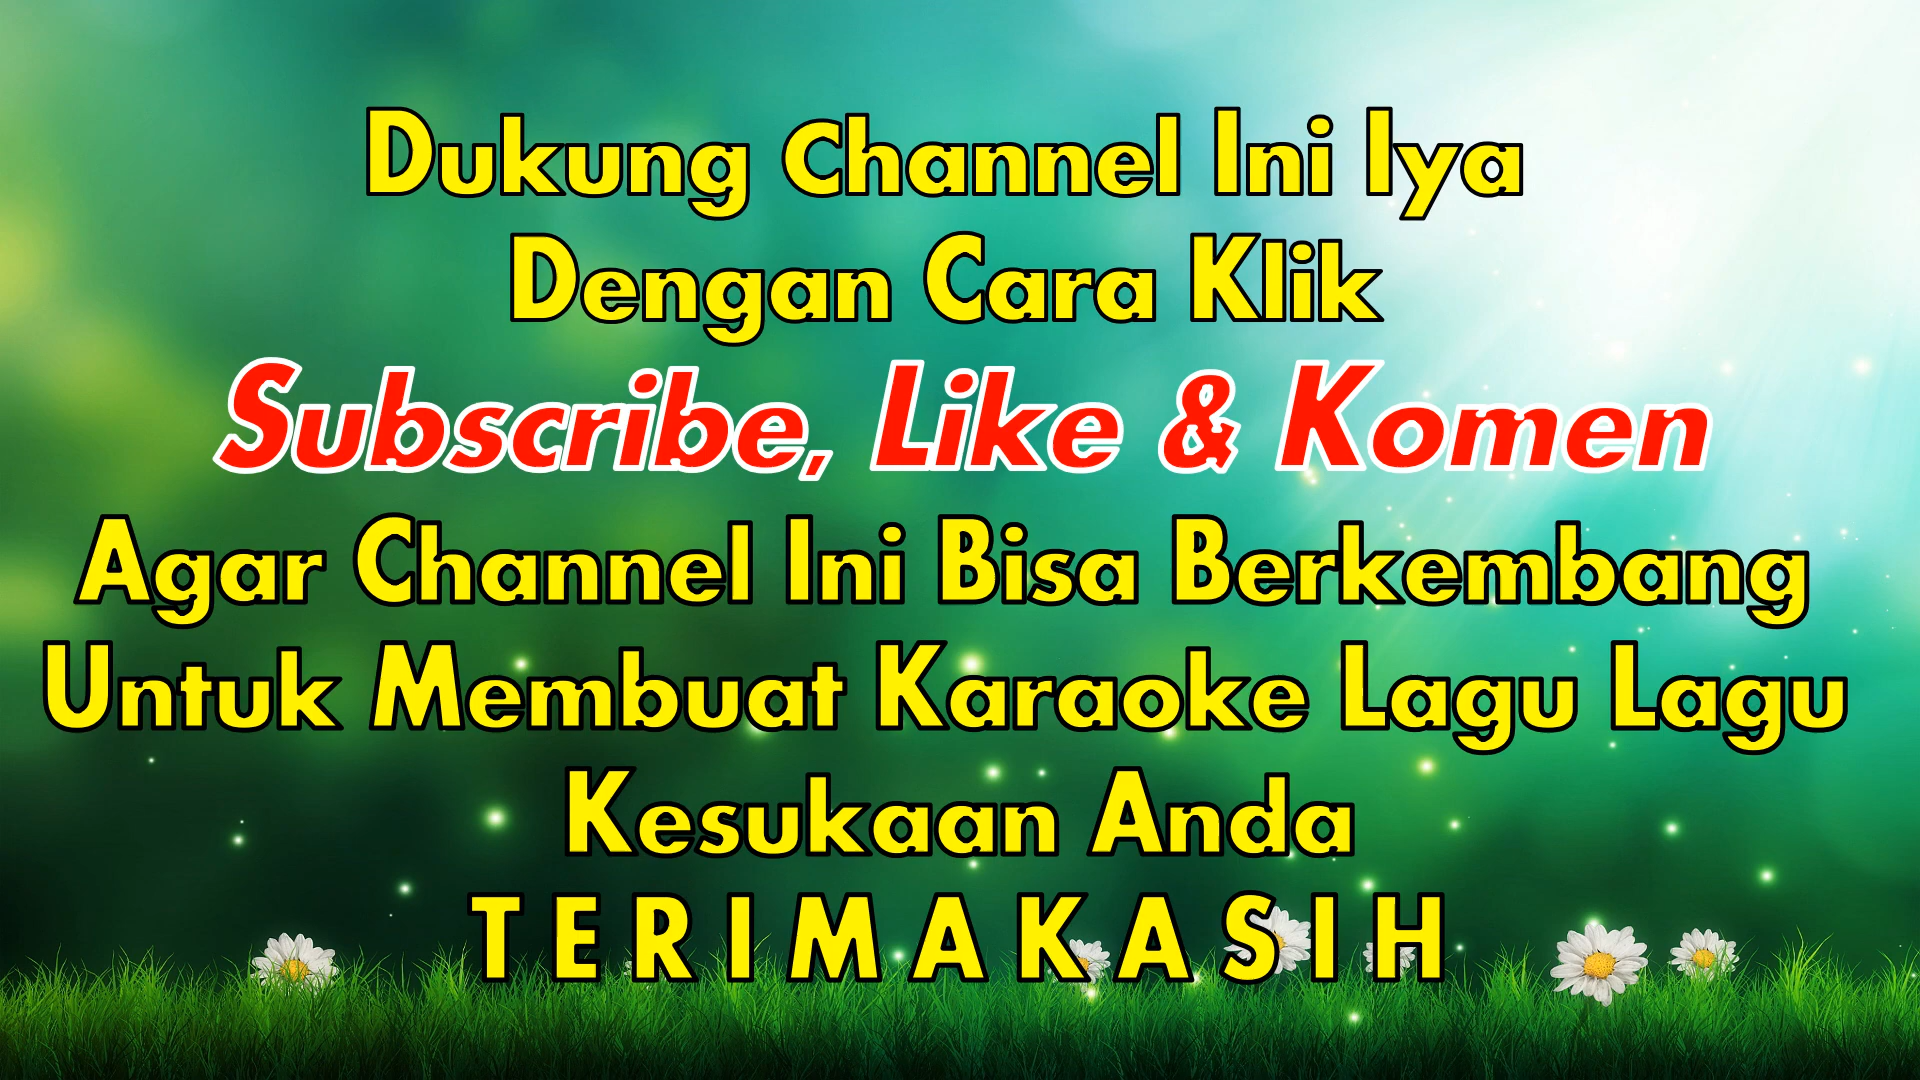 Dukung Channel Ini Iya
Dengan Cara Klik
Subscribe, Like & Komen
Agar Channel Ini Bisa Berkembang
Untuk Membuat Karaoke Lagu Lagu
Kesukaan Anda
T E R I M A K A S I H